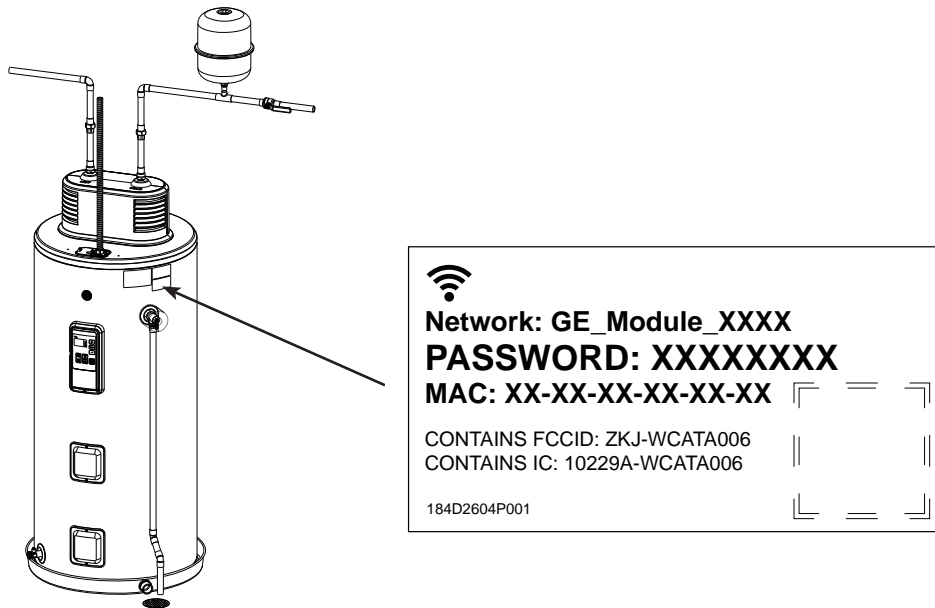 Network: GE_Module_XXXX
PASSWORD: XXXXXXXX
MAC: XX-XX-XX-XX-XX-XX
CONTAINS FCCID: ZKJ-WCATA006
CONTAINS IC: 10229A-WCATA006
184D2604P001